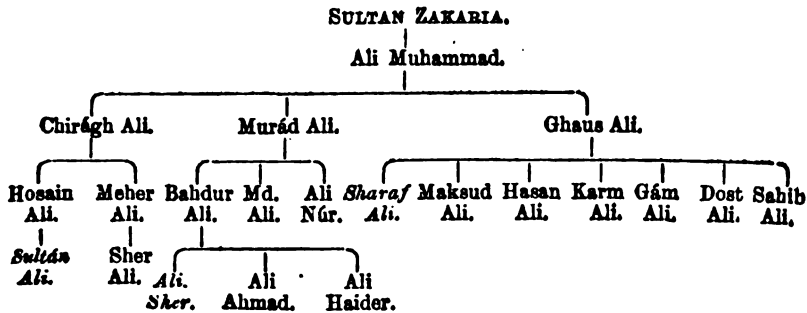 SULTAN ZAKARIA.
Ali Muhammad.
Chirágh Ali. Murád Ali. Ghaus Ali.
Hosain Meher Bahdur Md. Ali Sharaf Maksud Hasan Karm Gám Dost Sahib
Ali. Ali. Ali. Ali. Núr. Ali. Ali. Ali. Ali. Ali. Ali. Ali.
Sultán Sher Ali. Ali Ali
Ali. Ali. Sher. Ahmad. Haider.